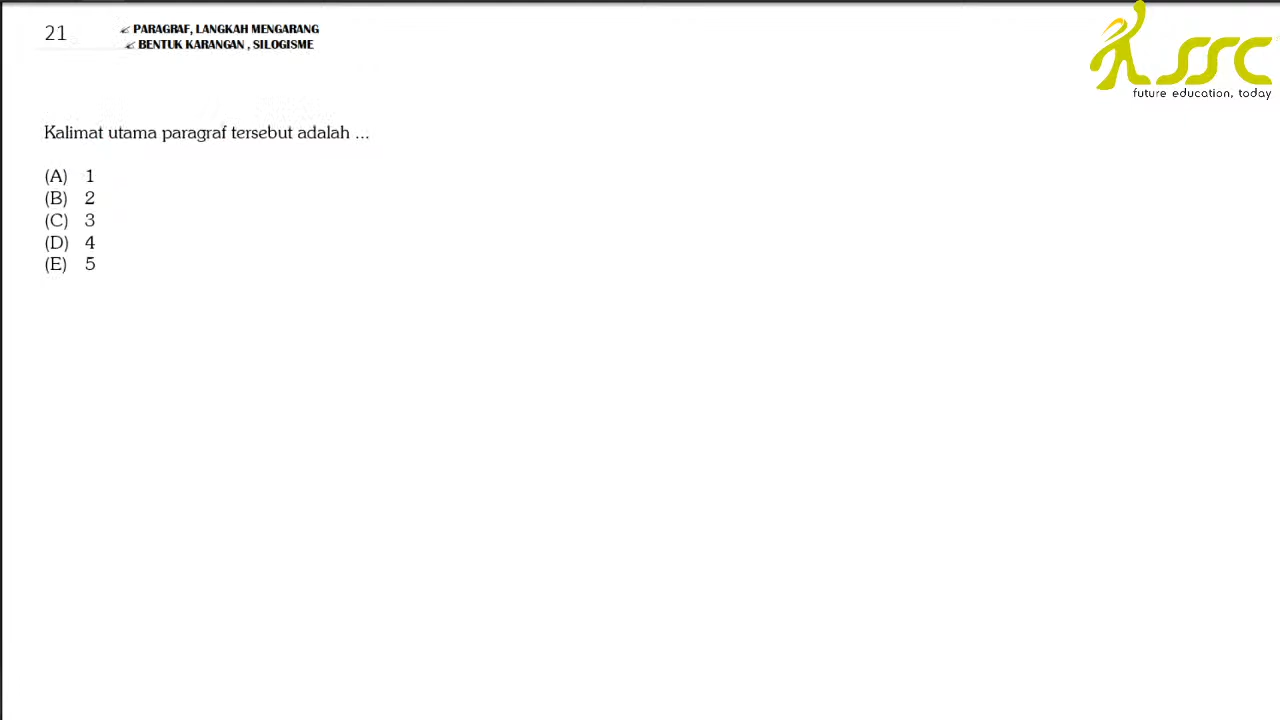 21
PARAGRAF, LANGKAH MENGARANG
BENTUK KARANGAN , SILOGISME
SSC
future education, today
Kalimat utama paragraf tersebut adalah ...
(A) 1
(B) 2
(C) 3
(D) 4
(E) 5